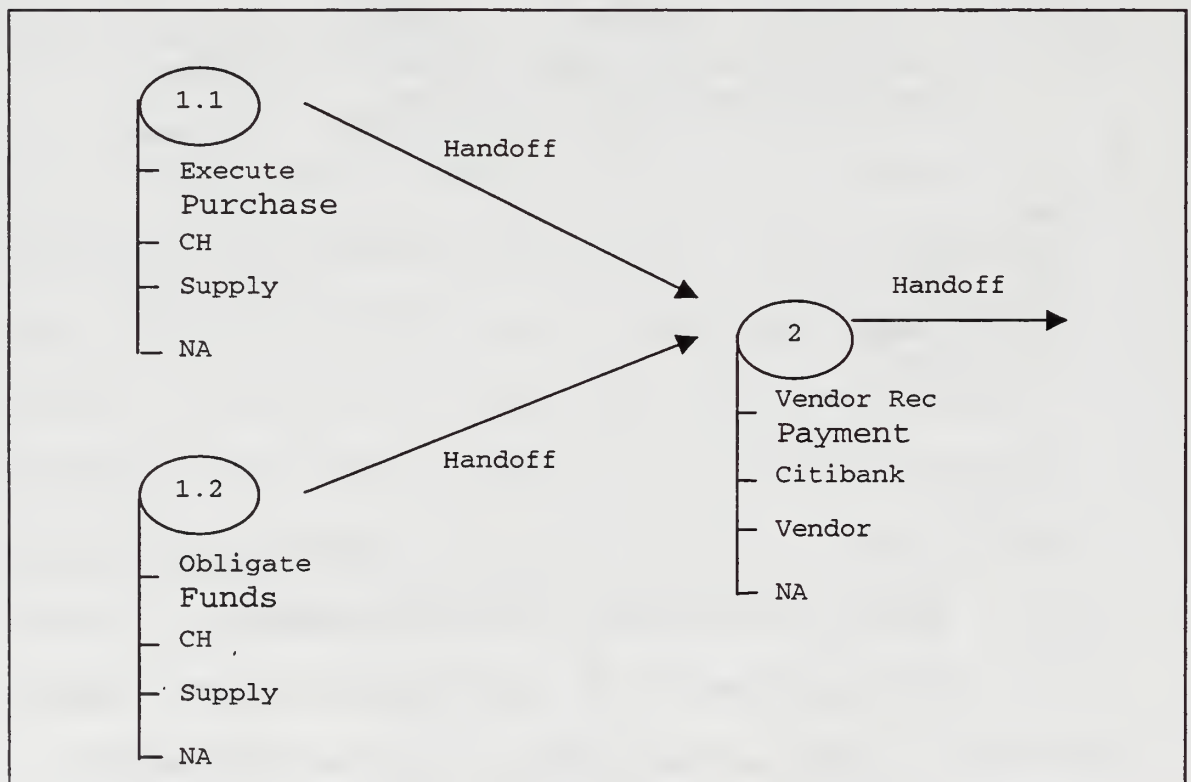 1.1
Execute
Purchase
CH
Supply
NA
Handoff
1.2
Obligate
Funds
CH
Supply
NA
Handoff
2
Vendor Rec
Payment
Citibank
Vendor
NA
Handoff